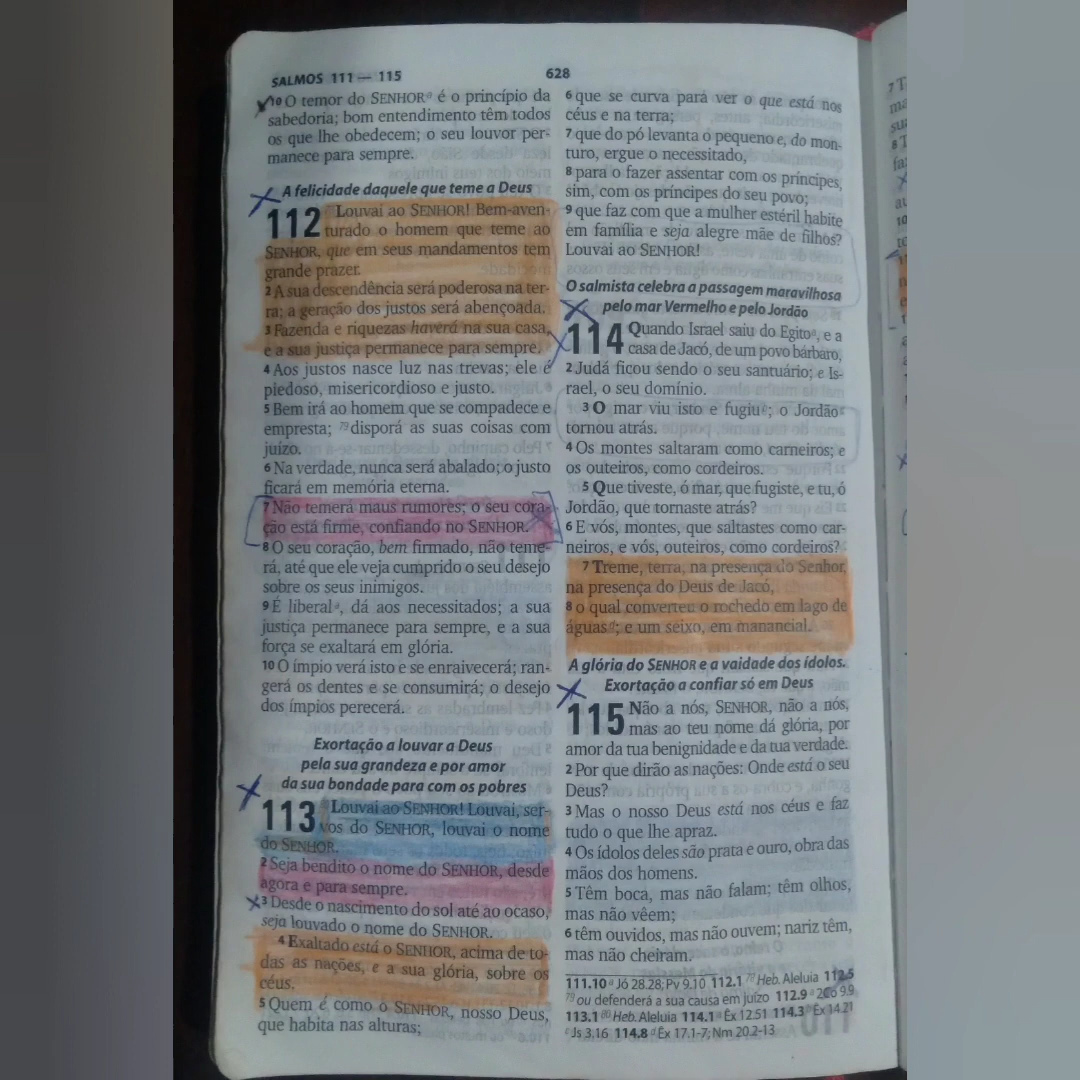 SALMOS 111 — 115
628
10 O temor do SENHORa é o princípio da
sabedoria; bom entendimento têm todos
os que lhe obedecem; o seu louvor per-
manece para sempre.
A felicidade daquele que teme a Deus
112 Louvai ao SENHOR! Bem-aven-
turado o homem que teme ao
SENHOR, que em seus mandamentos tem
grande prazer.
2 A sua descendência será poderosa na ter-
ra; a geração dos justos será abençoada.
3 Fazenda e riquezas haverá na sua casa,
e a sua justiça permanece para sempre.
4 Aos justos nasce luz nas trevas; ele é
piedoso, misericordioso e justo.
5 Bem irá ao homem que se compadece e
empresta; 79 disporá as suas coisas com
juízo.
6 Na verdade, nunca será abalado; o justo
ficará em memória eterna.
7 Não temerá maus rumores; o seu cora-
ção está firme, confiando no SENHOR.
8 O seu coração, bem firmado, não teme-
rá, até que ele veja cumprido o seu desejo
sobre os seus inimigos.
9 É liberala, dá aos necessitados; a sua
justiça permanece para sempre, e a sua
força se exaltará em glória.
10 O ímpio verá isto e se enraivecerá; ran-
gerá os dentes e se consumirá; o desejo
dos ímpios perecerá.
Exortação a louvar a Deus
pela sua grandeza e por amor
da sua bondade para com os pobres
113 Louvai ao SENHOR! Louvai, ser-
vos do SENHOR, louvai o nome
do SENHOR.
2 Seja bendito o nome do SENHOR, desde
agora e para sempre.
3 Desde o nascimento do sol até ao ocaso,
seja louvado o nome do SENHOR.
4 Exaltado está o SENHOR, acima de to-
das as nações, e a sua glória, sobre os
céus.
5 Quem é como o SENHOR, nosso Deus,
que habita nas alturas;
6 que se curva para ver o que está nos
céus e na terra;
7 que do pó levanta o pequeno e, do mon-
turo, ergue o necessitado,
8 para o fazer assentar com os príncipes,
sim, com os príncipes do seu povo;
9 que faz com que a mulher estéril habite
em família e seja alegre mãe de filhos?
Louvai ao SENHOR!
O salmista celebra a passagem maravilhosa
pelo mar Vermelho e pelo Jordão
114 Quando Israel saiu do Egitoa, e a
casa de Jacó, de um povo bárbaro,
2 Judá ficou sendo o seu santuário; e Is-
rael, o seu domínio.
3 O mar viu isto e fugiub; o Jordãoc
tornou atrás.
4 Os montes saltaram como carneiros; e
os outeiros, como cordeiros.
5 Que tiveste, ó mar, que fugiste, e tu, ó
Jordão, que tornaste atrás?
6 E vós, montes, que saltastes como car-
neiros, e vós, outeiros, como cordeiros?
7 Treme, terra, na presença do Senhor,
na presença do Deus de Jacó,
8 o qual converteu o rochedo em lago de
águasd; e um seixo, em manancial.
A glória do SENHOR e a vaidade dos ídolos.
Exortação a confiar só em Deus
115 Não a nós, SENHOR, não a nós,
mas ao teu nome dá glória, por
amor da tua benignidade e da tua verdade.
2 Por que dirão as nações: Onde está o seu
Deus?
3 Mas o nosso Deus está nos céus e faz
tudo o que lhe apraz.
4 Os ídolos deles são prata e ouro, obra das
mãos dos homens.
5 Têm boca, mas não falam; têm olhos,
mas não vêem;
6 têm ouvidos, mas não ouvem; nariz têm,
mas não cheiram.
111.10 a Jó 28.28; Pv 9.10 112.1 Heb. Aleluia 112.5
79 ou defenderá a sua causa em juízo 112.9 a 2Co 9.9
113.1 80 Heb. Aleluia 114.1 a Êx 12.51 114.3 b Êx 14.21
c Js 3.16 114.8 d Êx 17.1-7; Nm 20.2-13